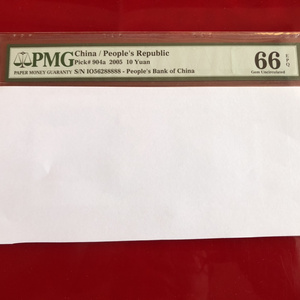 PMG
PAPER MONEY GUARANTY
China / People's Republic
Pick# 904a 2005 10 Yuan
S/N IO56288888 - People's Bank of China
66 EPQ
Gem Uncirculated